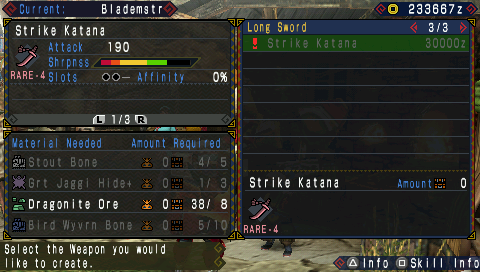 Current: Blademstr
233667z
Strike Katana
Attack 190
Shrpnss
RARE-4 Slots Affinity 0%
L 1/3 R
Long Sword 3/3
Strike Katana 30000z
Material Needed Amount Required
Stout Bone 0 4/ 5
Grt Jaggi Hide+ 0 1/ 3
Dragonite Ore 0 38/ 8
Bird Wyvrn Bone 0 5/10
Strike Katana Amount 0
RARE-4
Select the Weapon you would
like to create.
Info Skill Info